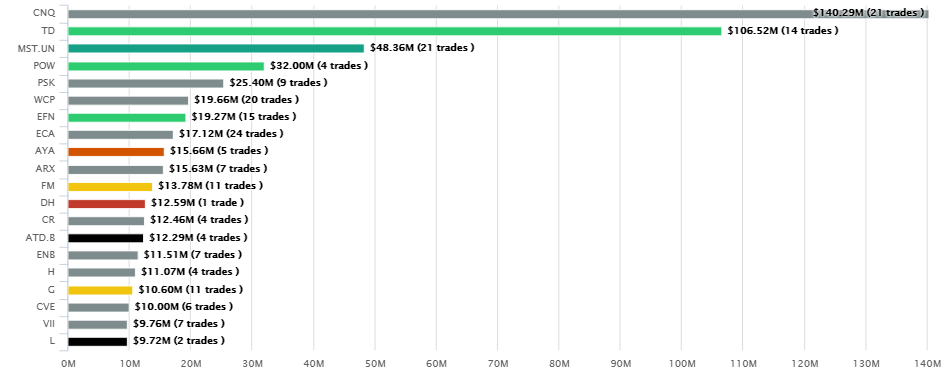 CNQ $140.29M (21 trades )
TD $106.52M (14 trades )
MST.UN $48.36M (21 trades )
POW $32.00M (4 trades )
PSK $25.40M (9 trades )
WCP $19.66M (20 trades )
EFN $19.27M (15 trades )
ECA $17.12M (24 trades )
AYA $15.66M (5 trades )
ARX $15.63M (7 trades )
FM $13.78M (11 trades )
DH $12.59M (1 trade )
CR $12.46M (4 trades )
ATD.B $12.29M (4 trades )
ENB $11.51M (7 trades )
H $11.07M (4 trades )
G $10.60M (11 trades )
CVE $10.00M (6 trades )
VII $9.76M (7 trades )
L $9.72M (2 trades )
0M 10M 20M 30M 40M 50M 60M 70M 80M 90M 100M 110M 120M 130M 140M